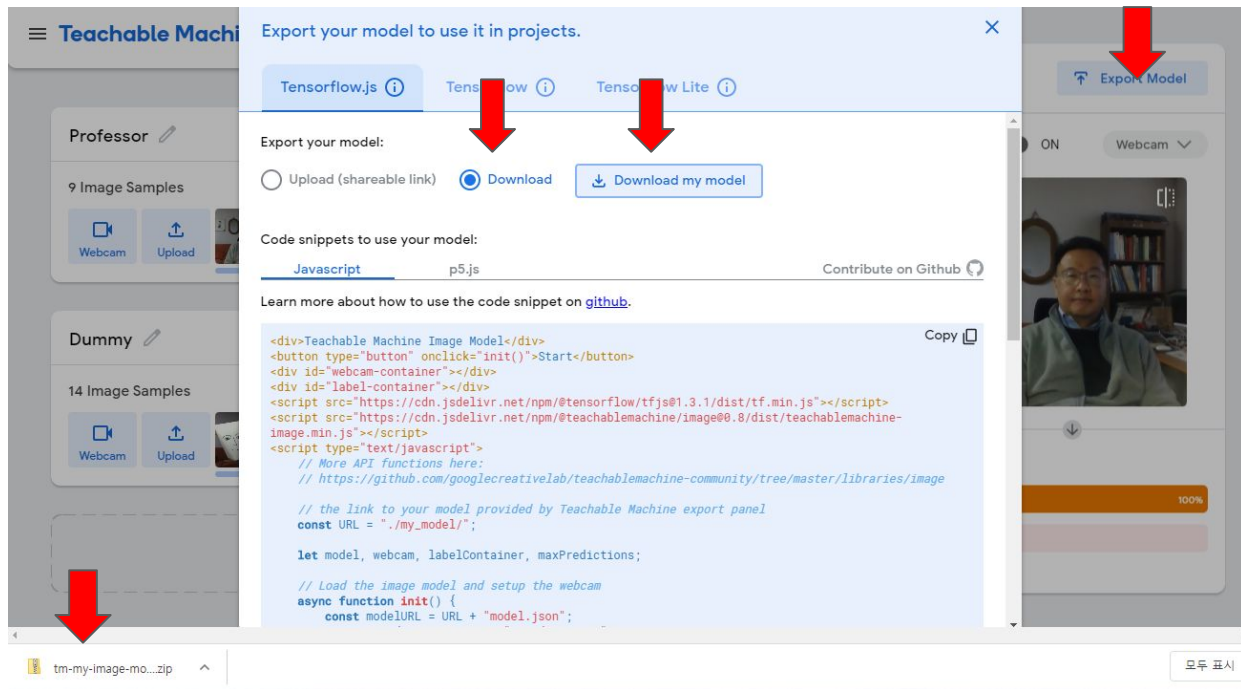 Teachable Machi
Export your model to use it in projects.
Export Model
Tensorflow.js
Tensorflow Lite
Professor
Export your model:
ON
Webcam
9 Image Samples
Upload (shareable link)
Download
Download my model
Webcam
Upload
Code snippets to use your model:
Javascript
p5.js
Contribute on Github
Learn more about how to use the code snippet on github.
Dummy
14 Image Samples
Webcam
Upload
Copy
<div>Teachable Machine Image Model</div>
<button type="button" onclick="init()">Start</button>
<div id="webcam-container"></div>
<div id="label-container"></div>
<script src="https://cdn.jsdelivr.net/npm/@tensorflow/tfjs@1.3.1/dist/tf.min.js"></script>
<script src="https://cdn.jsdelivr.net/npm/@teachablemachine/image@0.8/dist/teachablemachine-
image.min.js"></script>
<script type="text/javascript">
// More API functions here:
// https://github.com/googlecreativelab/teachablemachine-community/tree/master/libraries/image
// the link to your model provided by Teachable Machine export panel
const URL = "./my_model/";
let model, webcam, labelContainer, maxPredictions;
// Load the image model and setup the webcam
async function init() {
const modelURL = URL + "model.json";
100%
tm-my-image-mo....zip
모두 표시